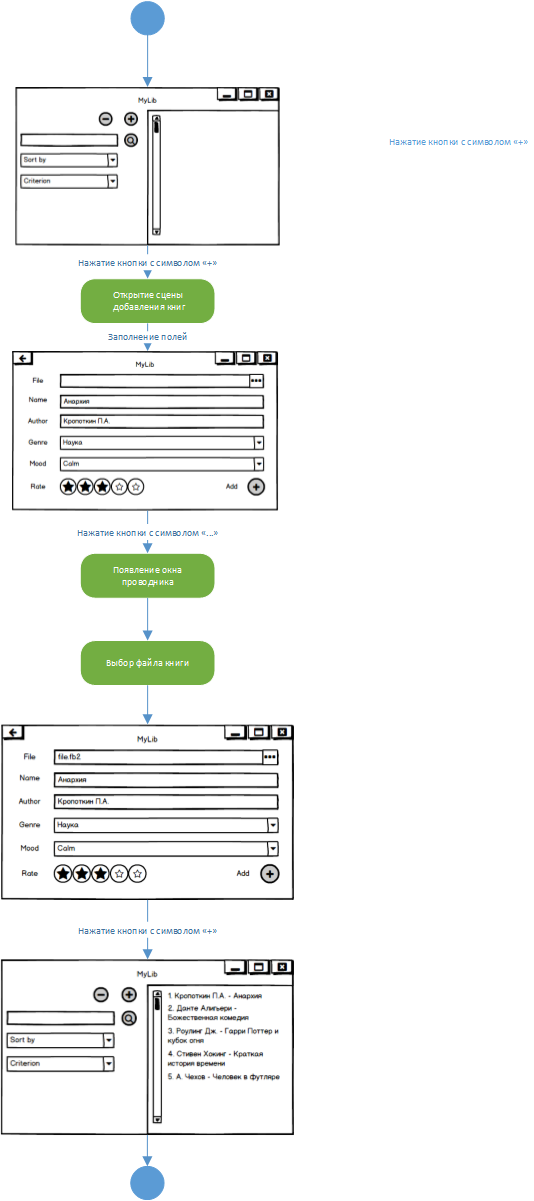 MyLib
Нажатие кнопки с символом «+»
Sort by
Criterion
Нажатие кнопки с символом «+»
Открытие сцены
добавления книг
Заполнение полей
MyLib
File
Name Анархия
Author Кропоткин П.А.
Genre Наука
Mood Calm
Rate Add
Нажатие кнопки с символом «...»
Появление окна
проводника
Выбор файла книги
MyLib
File file.fb2
Name Анархия
Author Кропоткин П.А.
Genre Наука
Mood Calm
Rate Add
Нажатие кнопки с символом «+»
MyLib
Sort by
Criterion
1. Кропоткин П.А. - Анархия
2. Данте Алигьери -
Божественная комедия
3. Роулинг Дж. - Гарри Поттер и
кубок огня
4. Стивен Хокинг - Краткая
история времени
5. А. Чехов - Человек в футляре